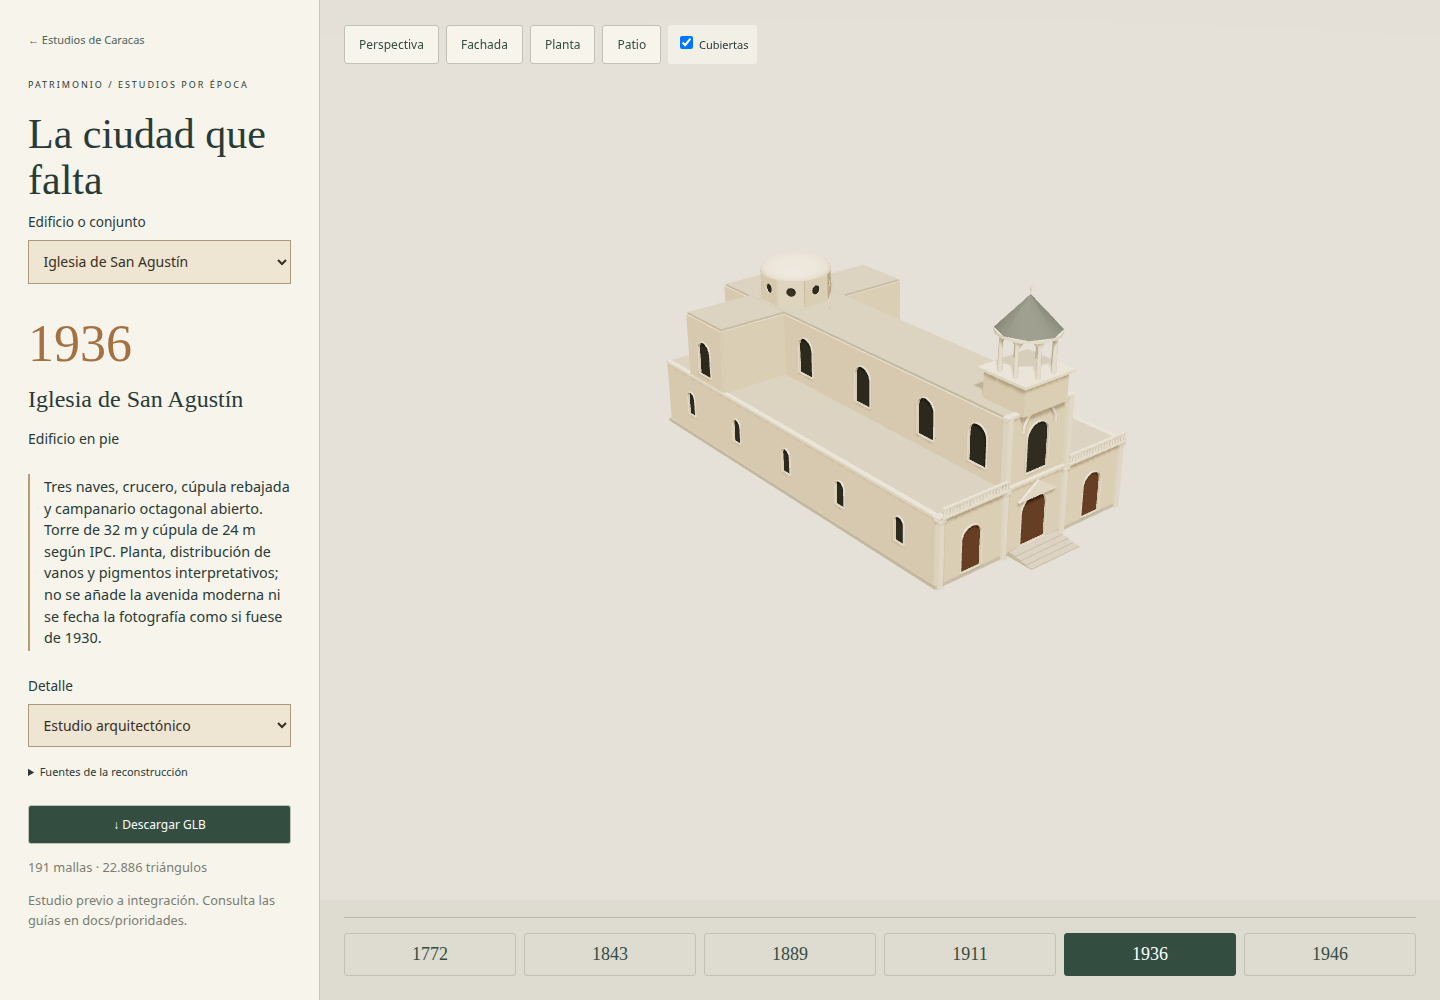 ← Estudios de Caracas
PATRIMONIO / ESTUDIOS POR ÉPOCA
La ciudad que
falta
Edificio o conjunto
Iglesia de San Agustín
1936
Iglesia de San Agustín
Edificio en pie
Tres naves, crucero, cúpula rebajada
y campanario octagonal abierto.
Torre de 32 m y cúpula de 24 m
según IPC. Planta, distribución de
vanos y pigmentos interpretativos;
no se añade la avenida moderna ni
se fecha la fotografía como si fuese
de 1930.
Detalle
Estudio arquitectónico
▶ Fuentes de la reconstrucción
↓ Descargar GLB
191 mallas · 22.886 triángulos
Estudio previo a integración. Consulta las
guías en docs/prioridades.
Perspectiva Fachada Planta Patio Cubiertas
1772 1843 1889 1911 1936 1946